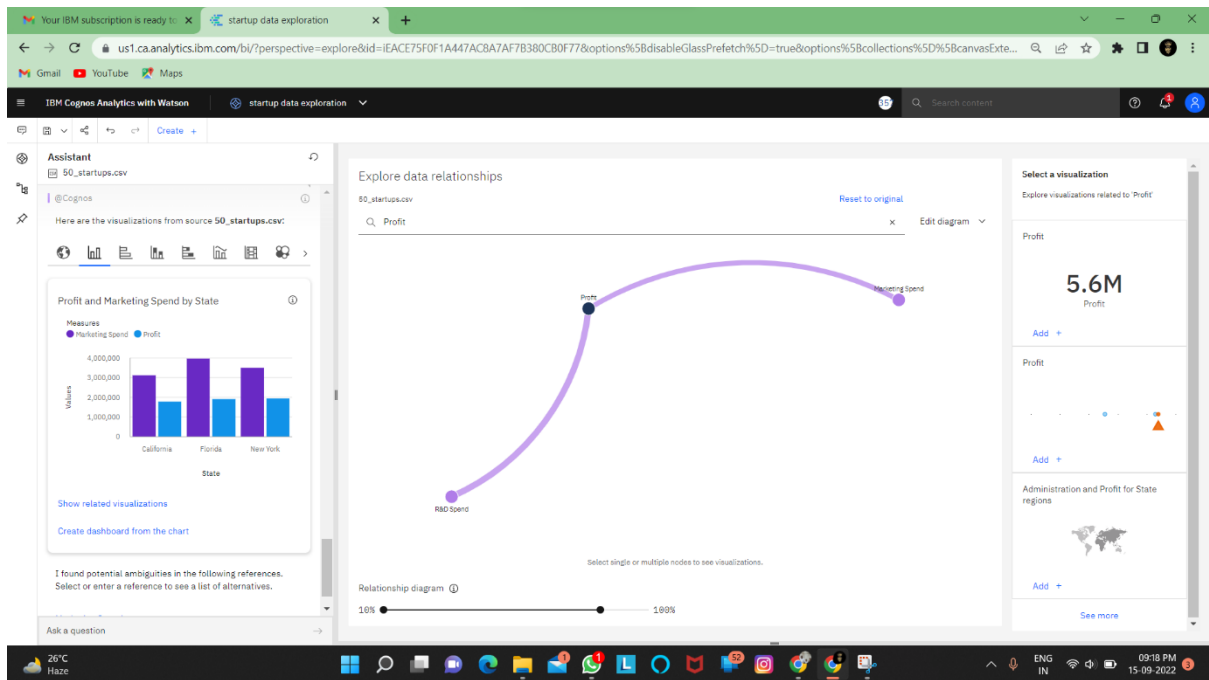 Your IBM subscription is ready to
startup data exploration
us1.ca.analytics.ibm.com/bi/?perspective=explore&id=iEACE75F0F1A447AC8A7AF7B380CB0F77&options%5BdisableGlassPrefetch%5D=true&options%5Bcollections%5D%5BcanvasExte...
Gmail YouTube Maps
IBM Cognos Analytics with Watson
startup data exploration
Search content
Create +
Assistant
50_startups.csv
@Cognos
Here are the visualizations from source 50_startups.csv:
Profit and Marketing Spend by State
Measures
Marketing Spend Profit
4,000,000
3,000,000
2,000,000
1,000,000
0
Values
California Florida New York
State
Show related visualizations
Create dashboard from the chart
I found potential ambiguities in the following references.
Select or enter a reference to see a list of alternatives.
Ask a question
Explore data relationships
50_startups.csv
Reset to original
Profit
Edit diagram
Profit
Marketing Spend
R&D Spend
Select single or multiple nodes to see visualizations.
Relationship diagram
10% 100%
Select a visualization
Explore visualizations related to 'Profit'
Profit
5.6M
Profit
Add +
Profit
Add +
Administration and Profit for State
regions
Add +
See more
26°C
Haze
1
1
52
ENG
IN
09:18 PM
15-09-2022
3